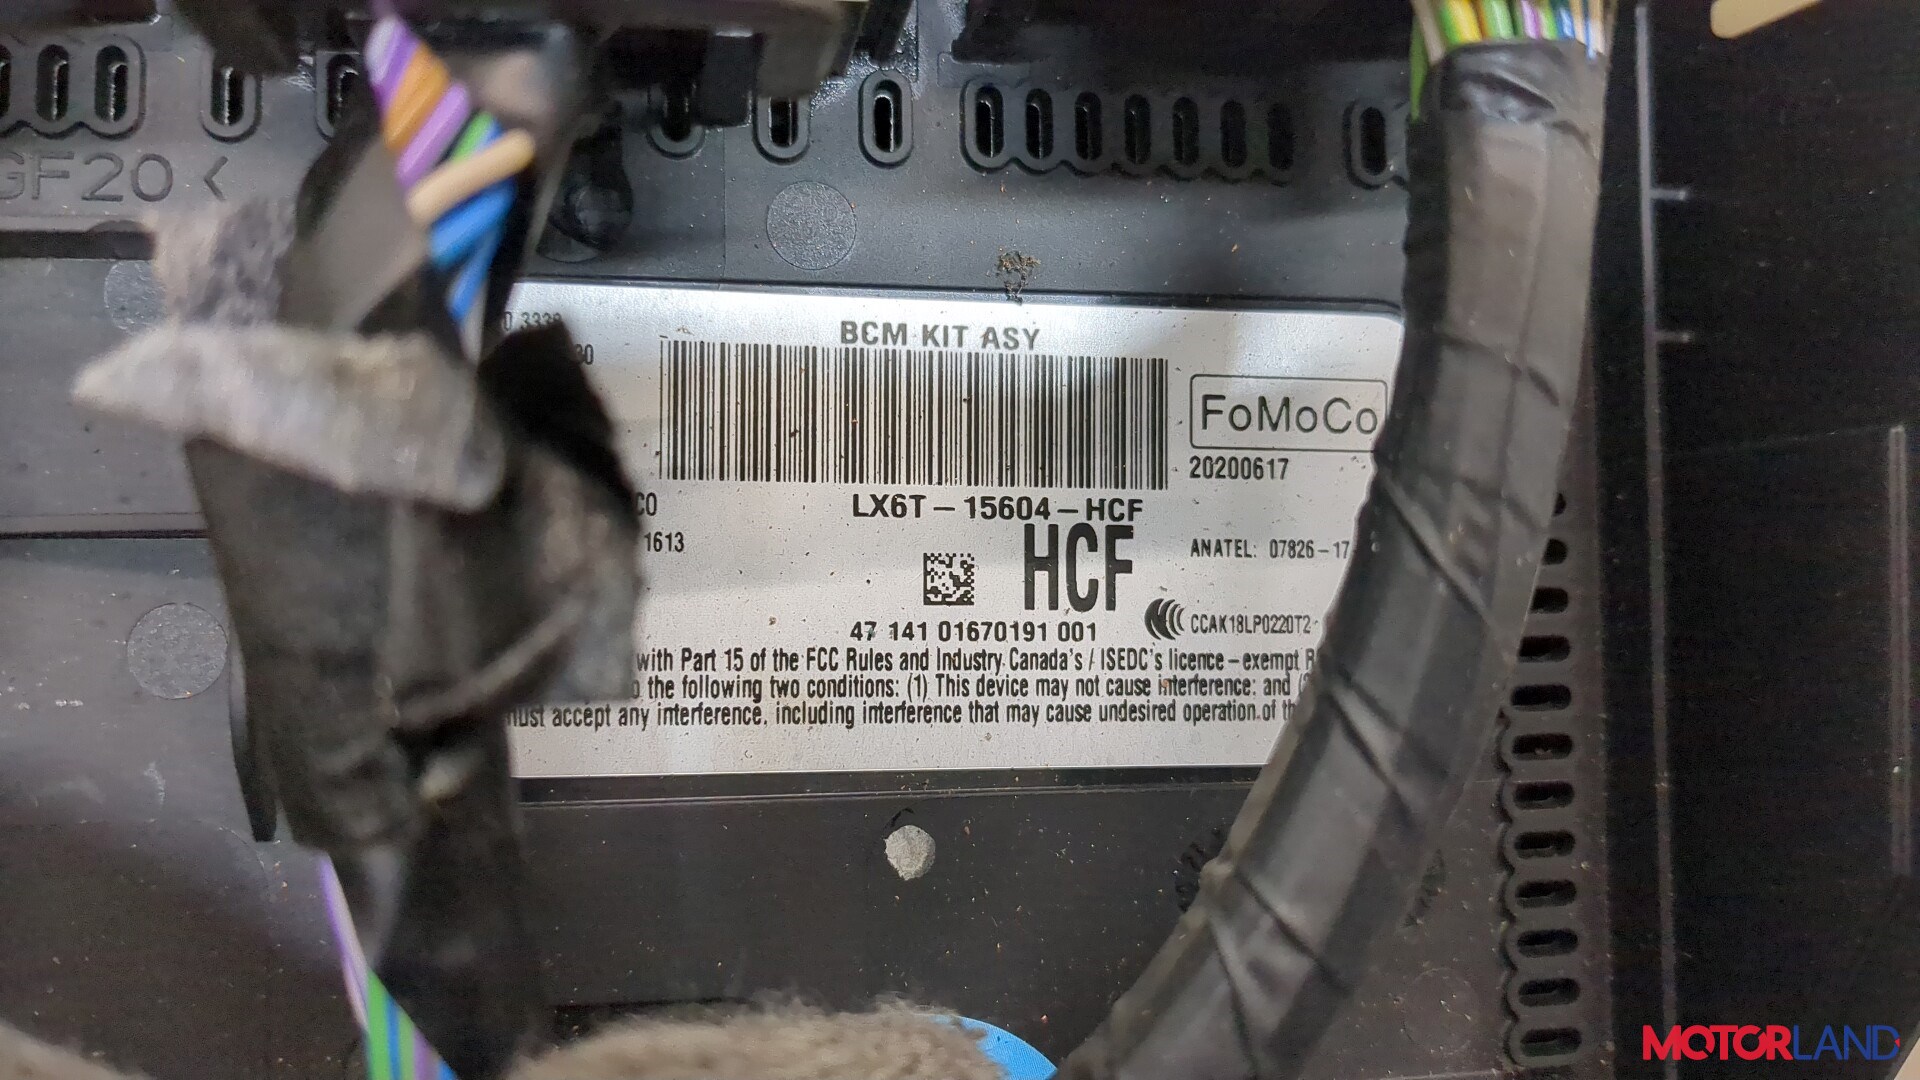 GF20 <
BCM KIT ASY
FoMoCo
20200617
CO
LX6T-15604-HCF
1613
HCF
ANATEL: 07826-17
47 141 01670191 001
CCAK18LP0220T2
with Part 15 of the FCC Rules and Industry Canada's / ISEDC's licence-exempt
the following two conditions: (1) This device may not cause interference: and
must accept any interference, including interference that may cause undesired operation of
MOTORLAND